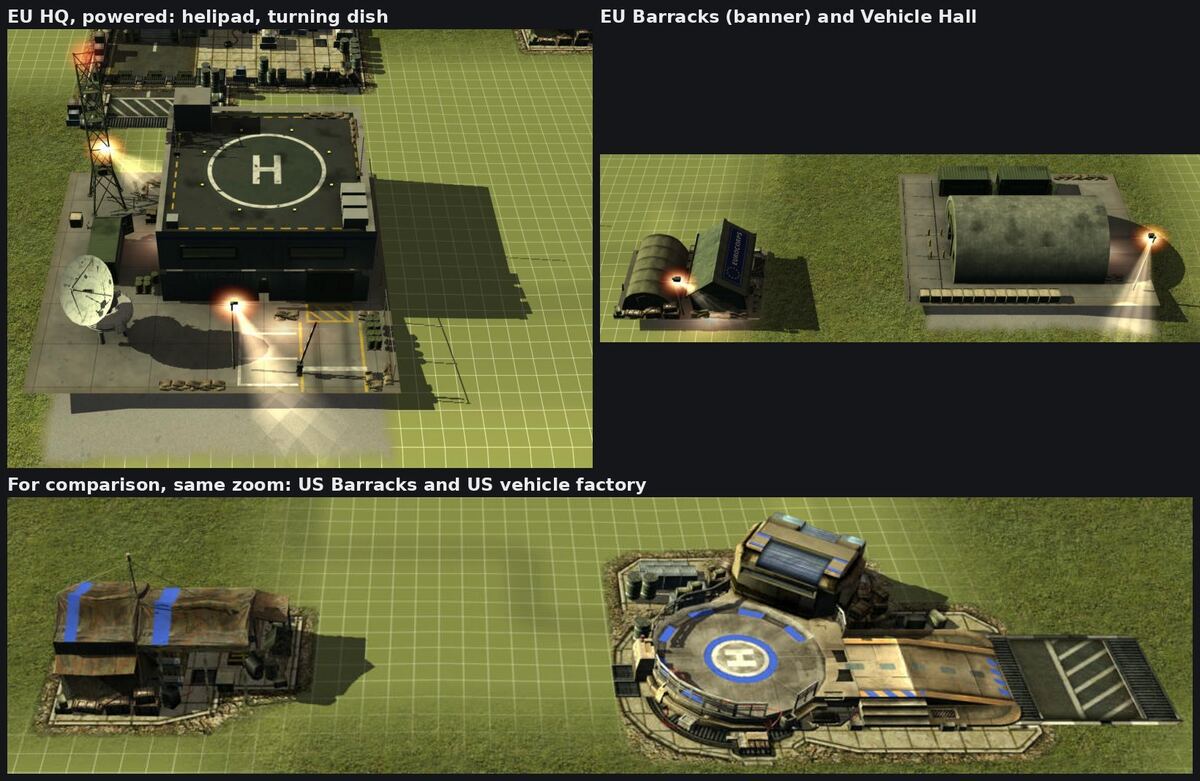 EU HQ, powered: helipad, turning dish
EU Barracks (banner) and Vehicle Hall
H
EUROCORPS
For comparison, same zoom: US Barracks and US vehicle factory
H